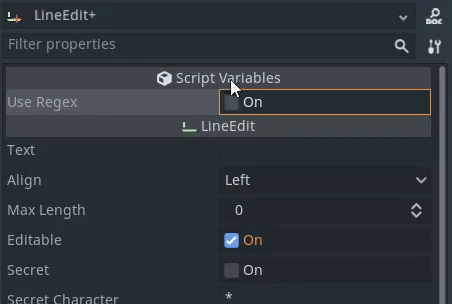 LineEdit+
DOC
Filter properties
Script Variables
Use Regex On
LineEdit
Text
Align Left
Max Length 0
Editable On
Secret On
Secret Character *